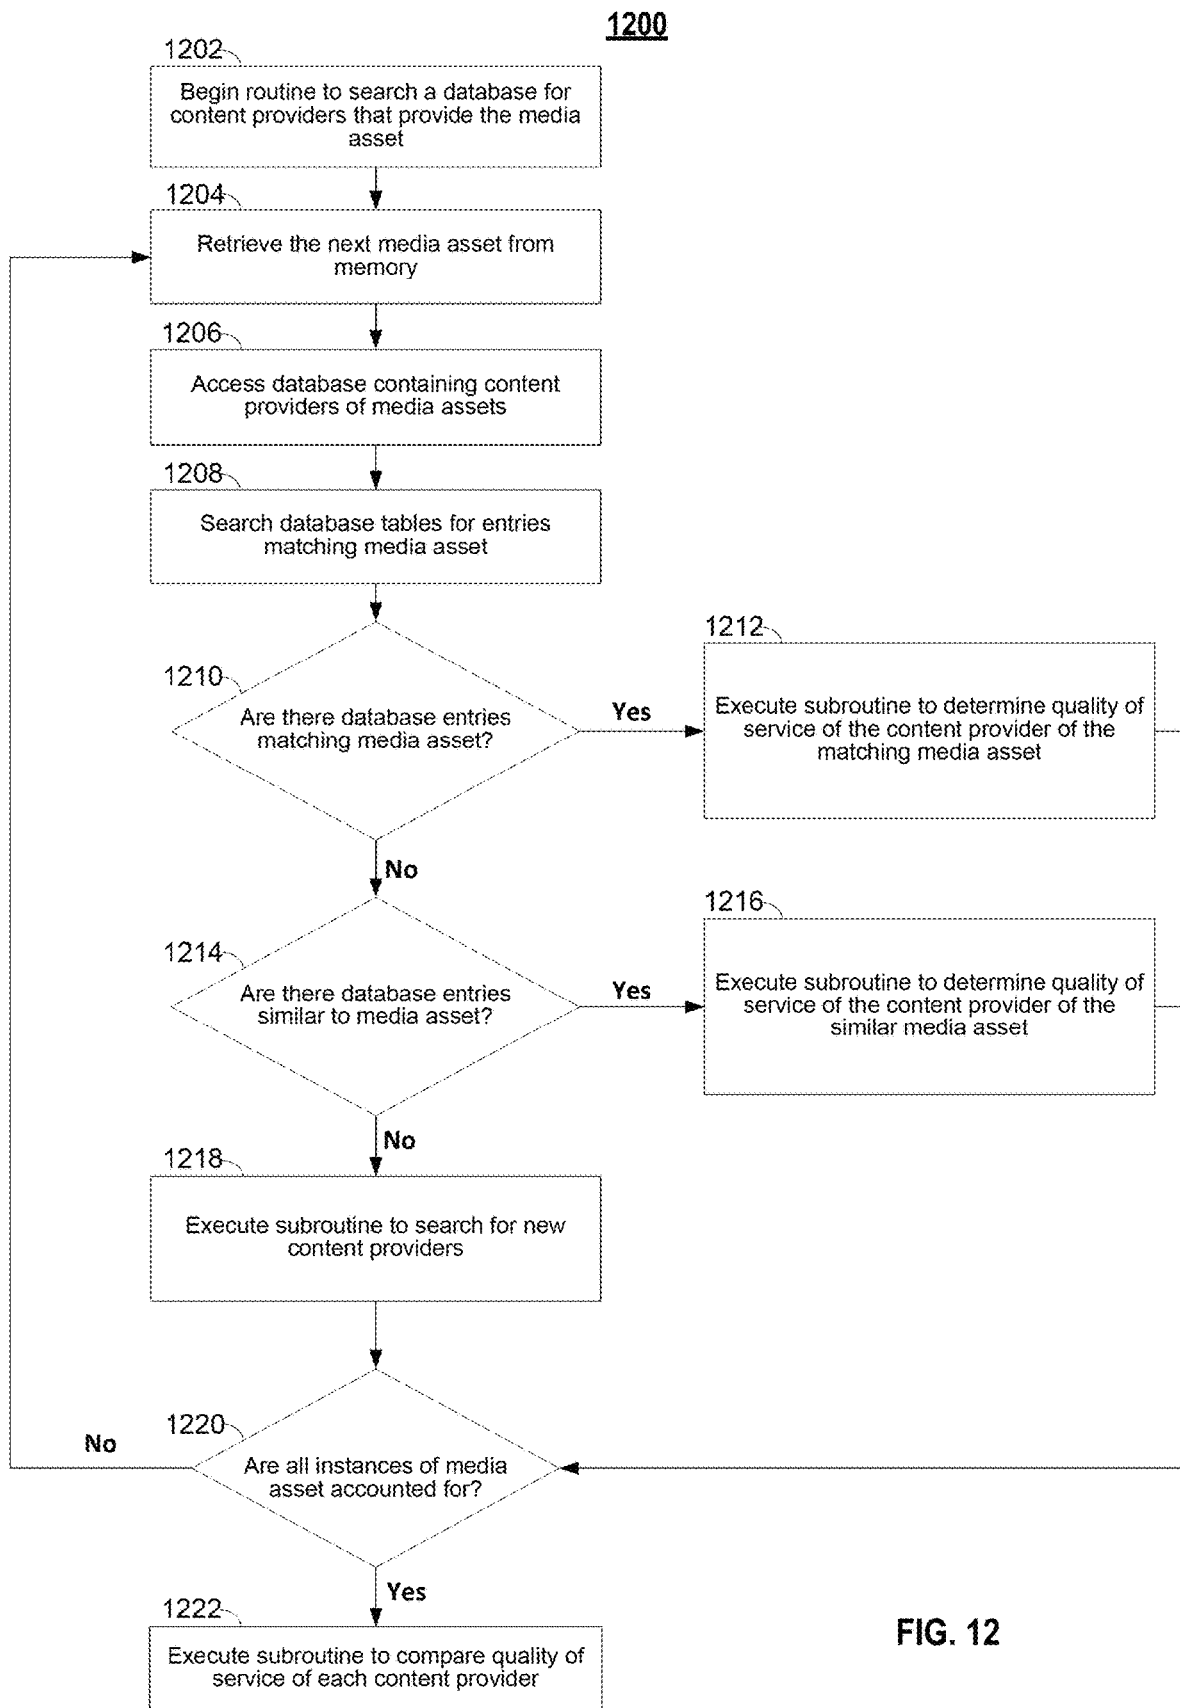 1200
1202
Begin routine to search a database for
content providers that provide the media
asset
1204
Retrieve the next media asset from
memory
1206
Access database containing content
providers of media assets
1208
Search database tables for entries
matching media asset
1210
Are there database entries
matching media asset?
Yes
1212
Execute subroutine to determine quality of
service of the content provider of the
matching media asset
No
1214
Are there database entries
similar to media asset?
Yes
1216
Execute subroutine to determine quality of
service of the content provider of the
similar media asset
No
1218
Execute subroutine to search for new
content providers
1220
Are all instances of media
asset accounted for?
No
Yes
1222
Execute subroutine to compare quality of
service of each content provider
FIG. 12